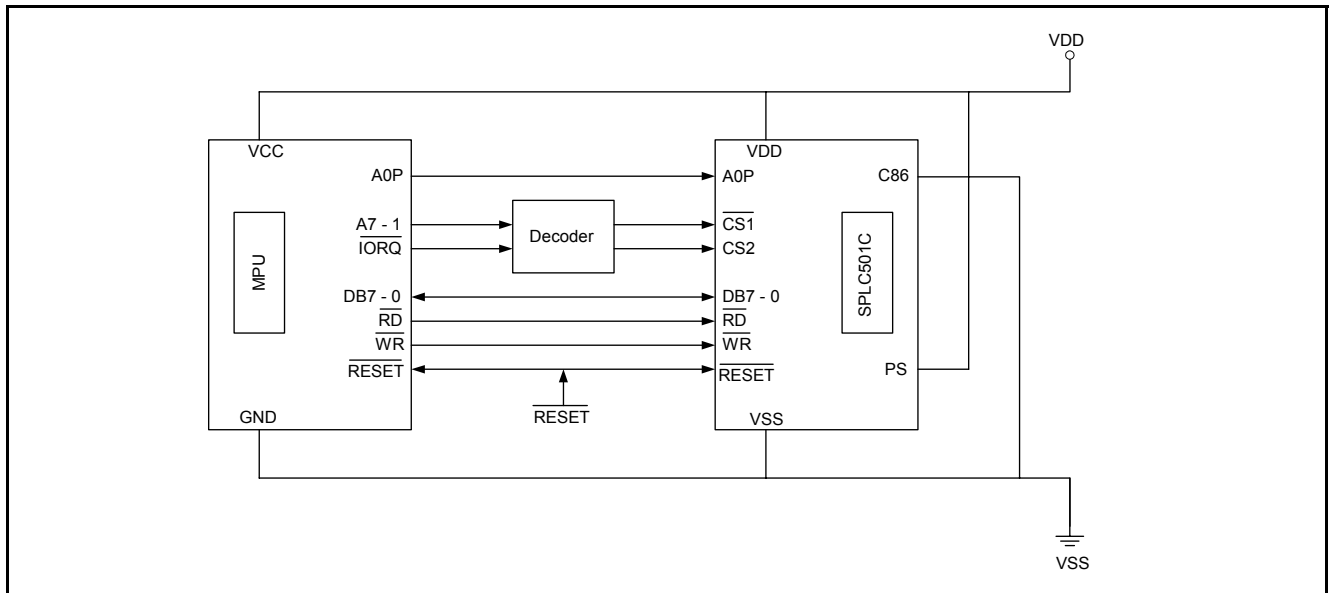 VDD
VCC
VDD
A0P
A0P
C86
A7 - 1
Decoder
CS1
IORQ
CS2
MPU
SPLC501C
DB7 - 0
DB7 - 0
RD
RD
WR
WR
RESET
RESET
PS
GND
RESET
VSS
VSS